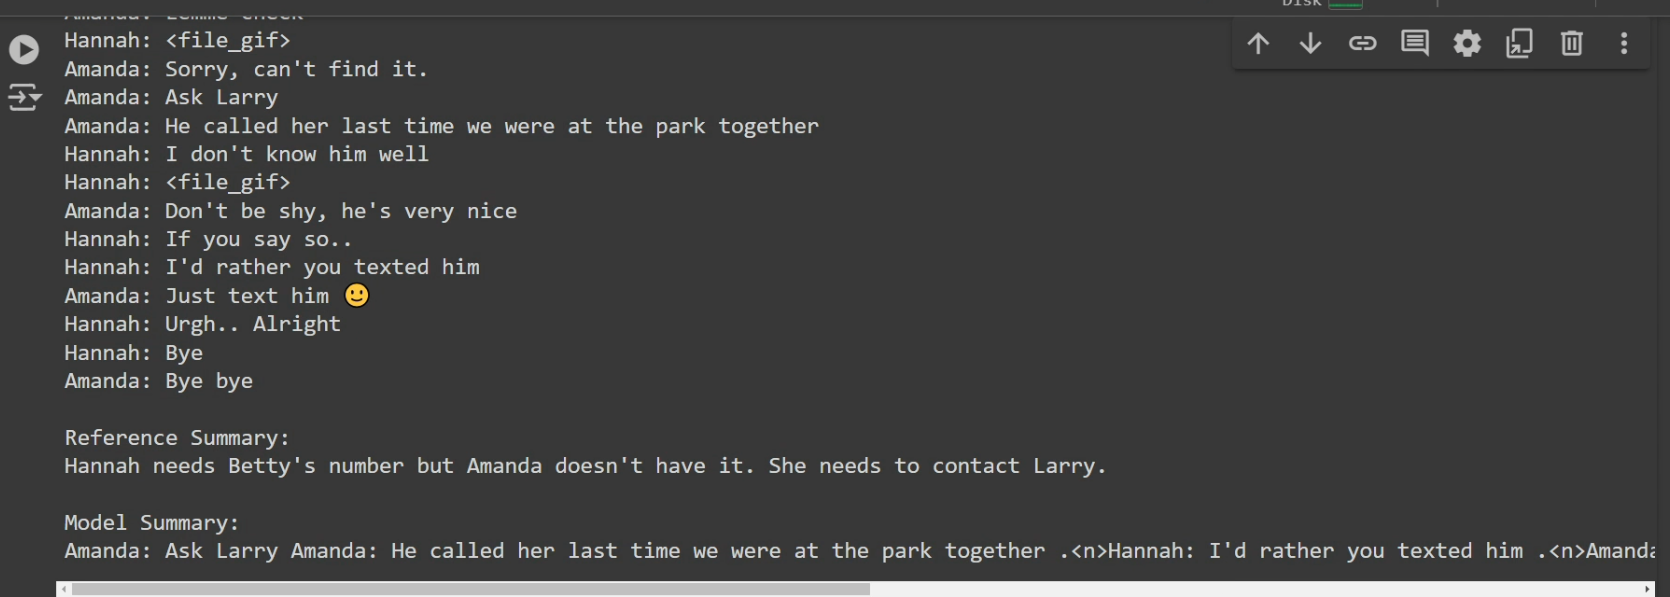 Disk
Amanda: Lemme check
Hannah: <file_gif>
Amanda: Sorry, can't find it.
Amanda: Ask Larry
Amanda: He called her last time we were at the park together
Hannah: I don't know him well
Hannah: <file_gif>
Amanda: Don't be shy, he's very nice
Hannah: If you say so..
Hannah: I'd rather you texted him
Amanda: Just text him 🙂
Hannah: Urgh.. Alright
Hannah: Bye
Amanda: Bye bye
Reference Summary:
Hannah needs Betty's number but Amanda doesn't have it. She needs to contact Larry.
Model Summary:
Amanda: Ask Larry Amanda: He called her last time we were at the park together .<n>Hannah: I'd rather you texted him .<n>Amanda